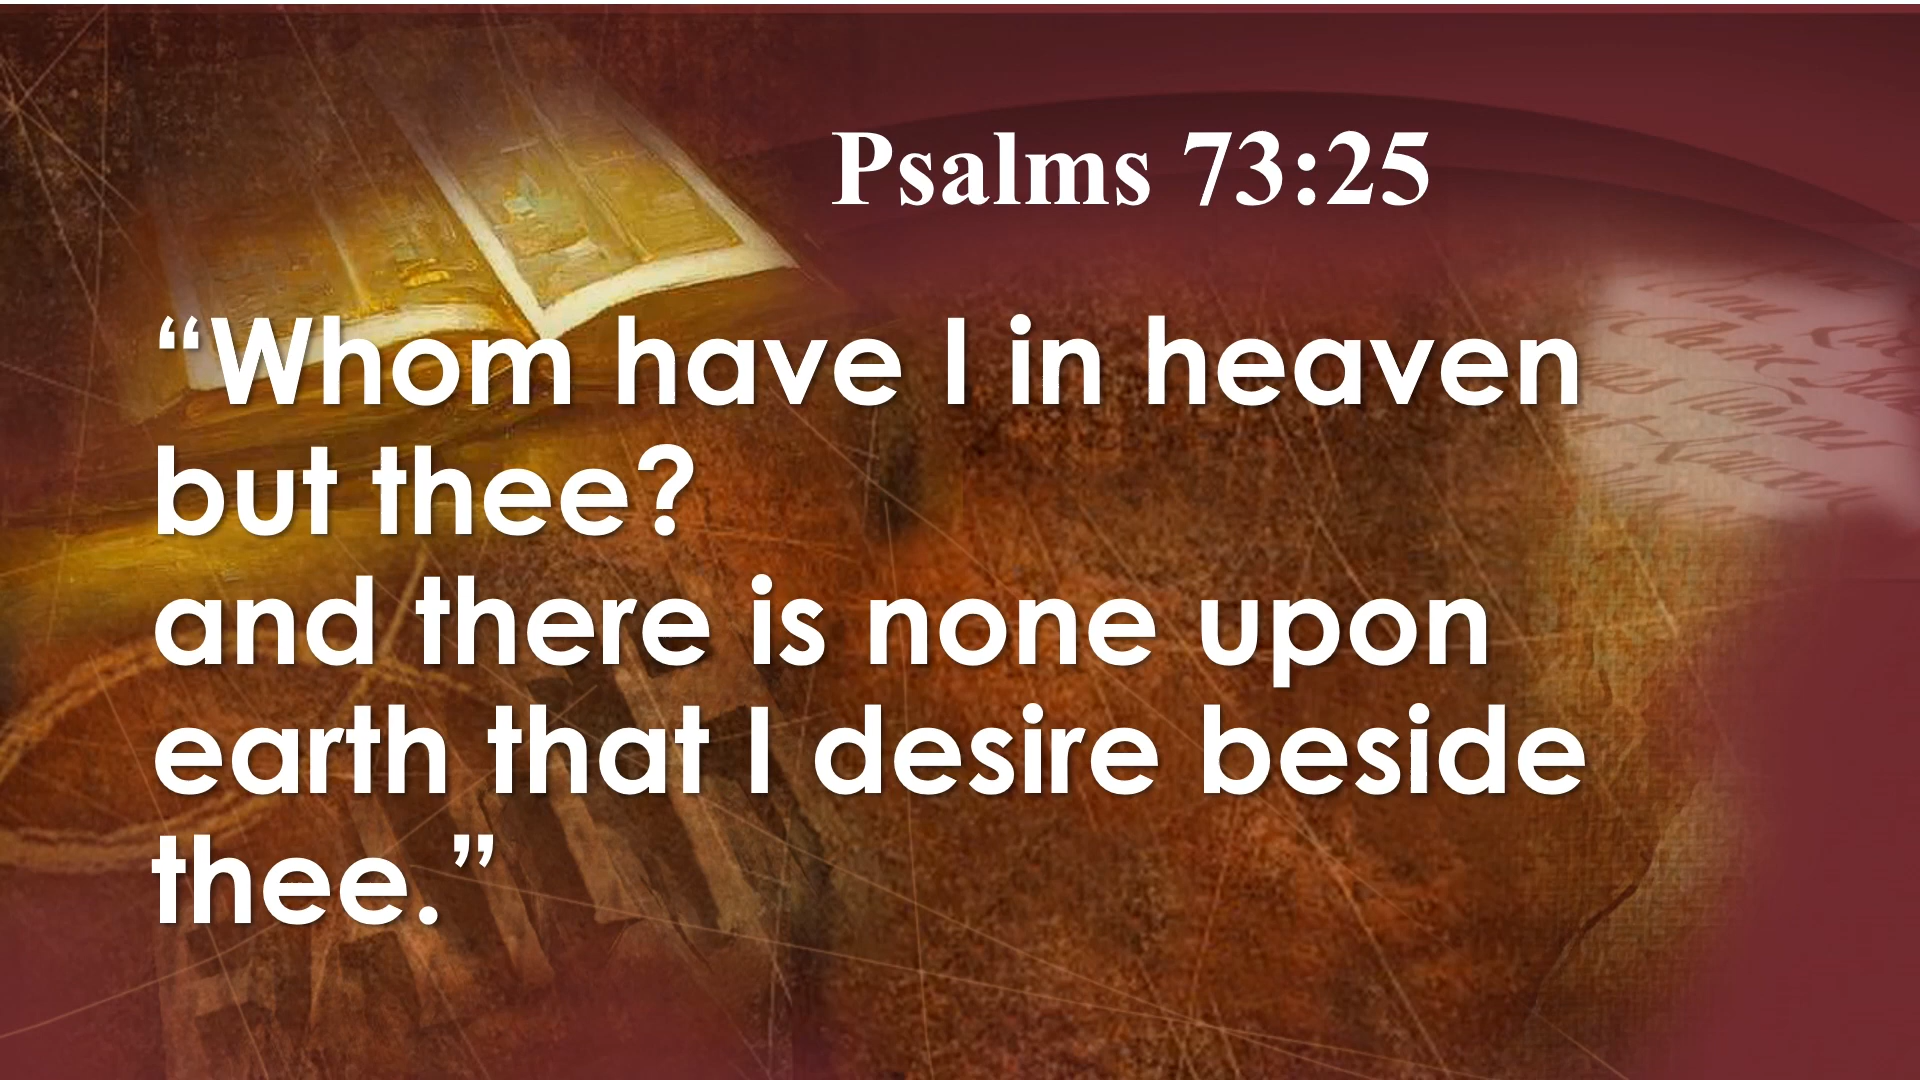 Psalms 73:25
“Whom have I in heaven
but thee?
and there is none upon
earth that I desire beside
thee.”